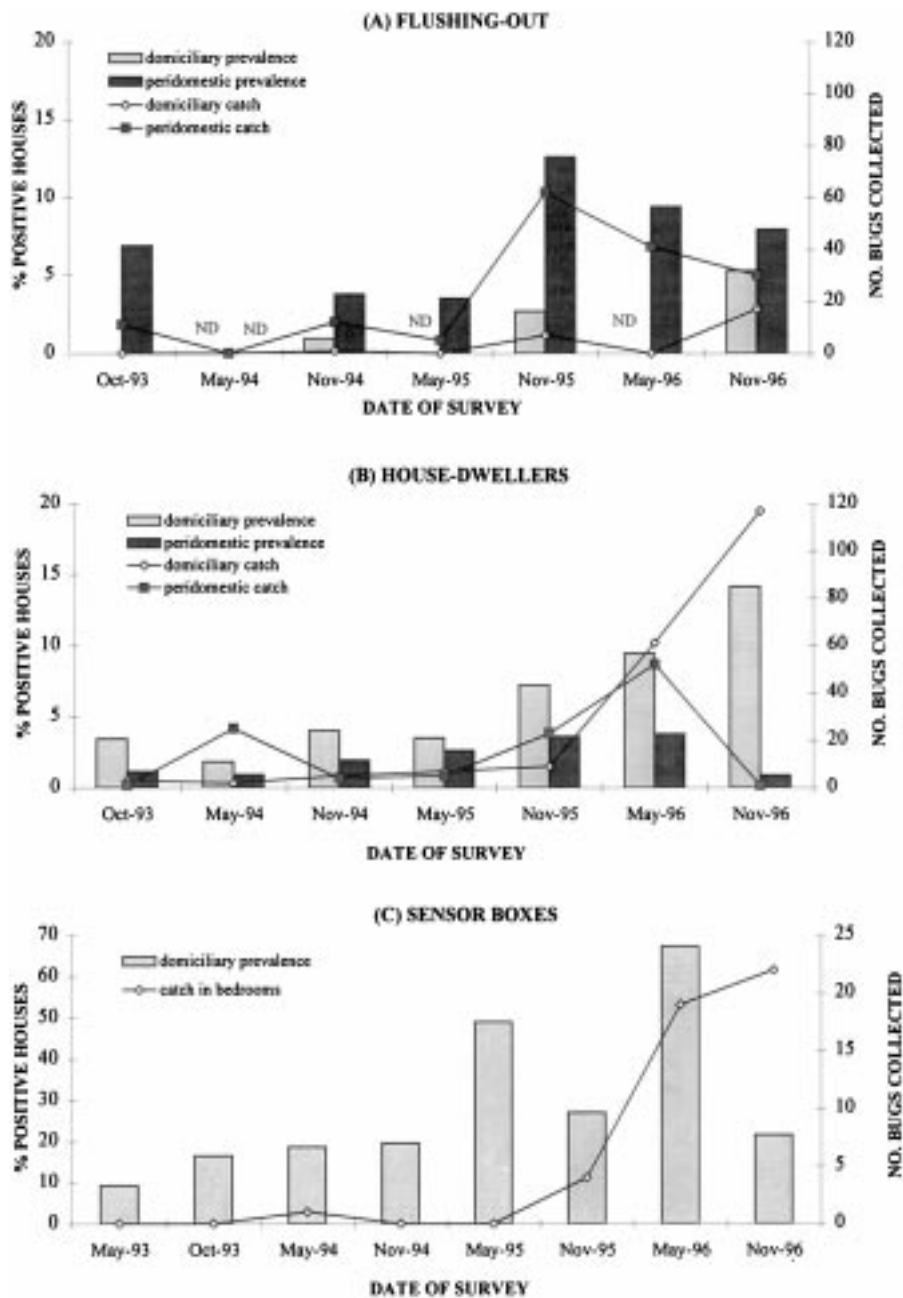 (A) FLUSHING-OUT
domiciliary prevalence
peridomestic prevalence
domiciliary catch
peridomestic catch
% POSITIVE HOUSES
20
15
10
5
0
NO. BUGS COLLECTED
120
100
80
60
40
20
0
ND ND ND ND
Oct-93 May-94 Nov-94 May-95 Nov-95 May-96 Nov-96
DATE OF SURVEY
(B) HOUSE-DWELLERS
domiciliary prevalence
peridomestic prevalence
domiciliary catch
peridomestic catch
% POSITIVE HOUSES
20
15
10
5
0
NO. BUGS COLLECTED
120
100
80
60
40
20
0
Oct-93 May-94 Nov-94 May-95 Nov-95 May-96 Nov-96
DATE OF SURVEY
(C) SENSOR BOXES
domiciliary prevalence
catch in bedrooms
% POSITIVE HOUSES
70
60
50
40
30
20
10
0
NO. BUGS COLLECTED
25
20
15
10
5
0
May-93 Oct-93 May-94 Nov-94 May-95 Nov-95 May-96 Nov-96
DATE OF SURVEY